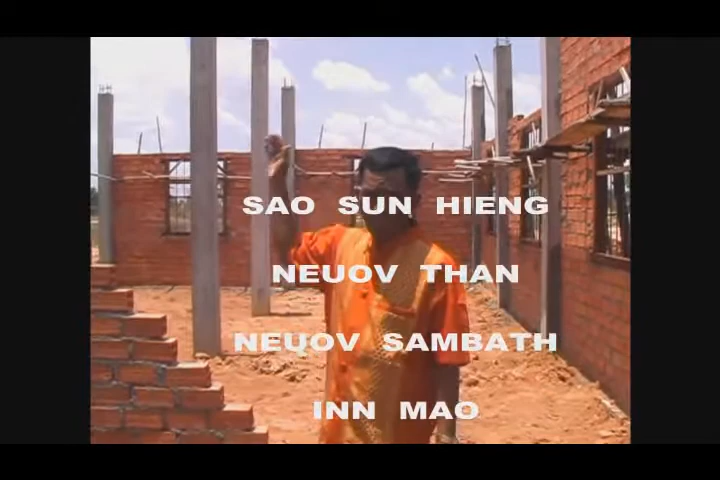 SAO SUN HIENG
NEUOV THAN
NEUOV SAMBATH
INN MAO